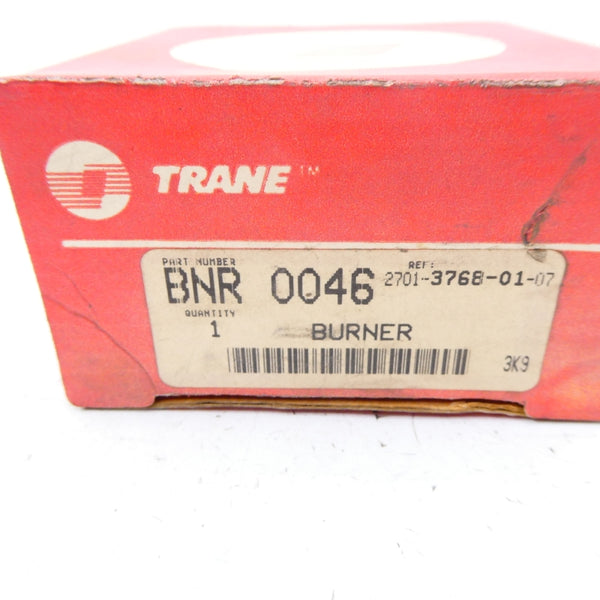 TRANE™
PART NUMBER
REF:
BNR 0046 2701-3768-01-07
QUANTITY
1 BURNER
3K9